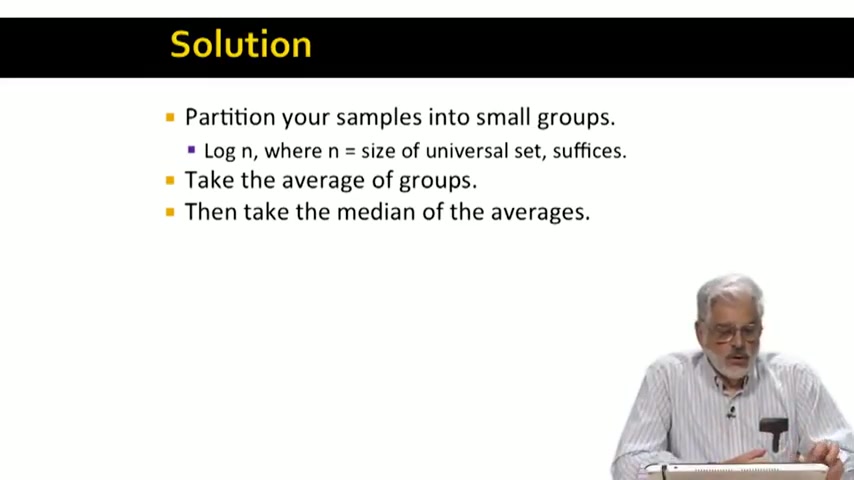 Solution
Partition your samples into small groups.
Log n, where n = size of universal set, suffices.
Take the average of groups.
Then take the median of the averages.